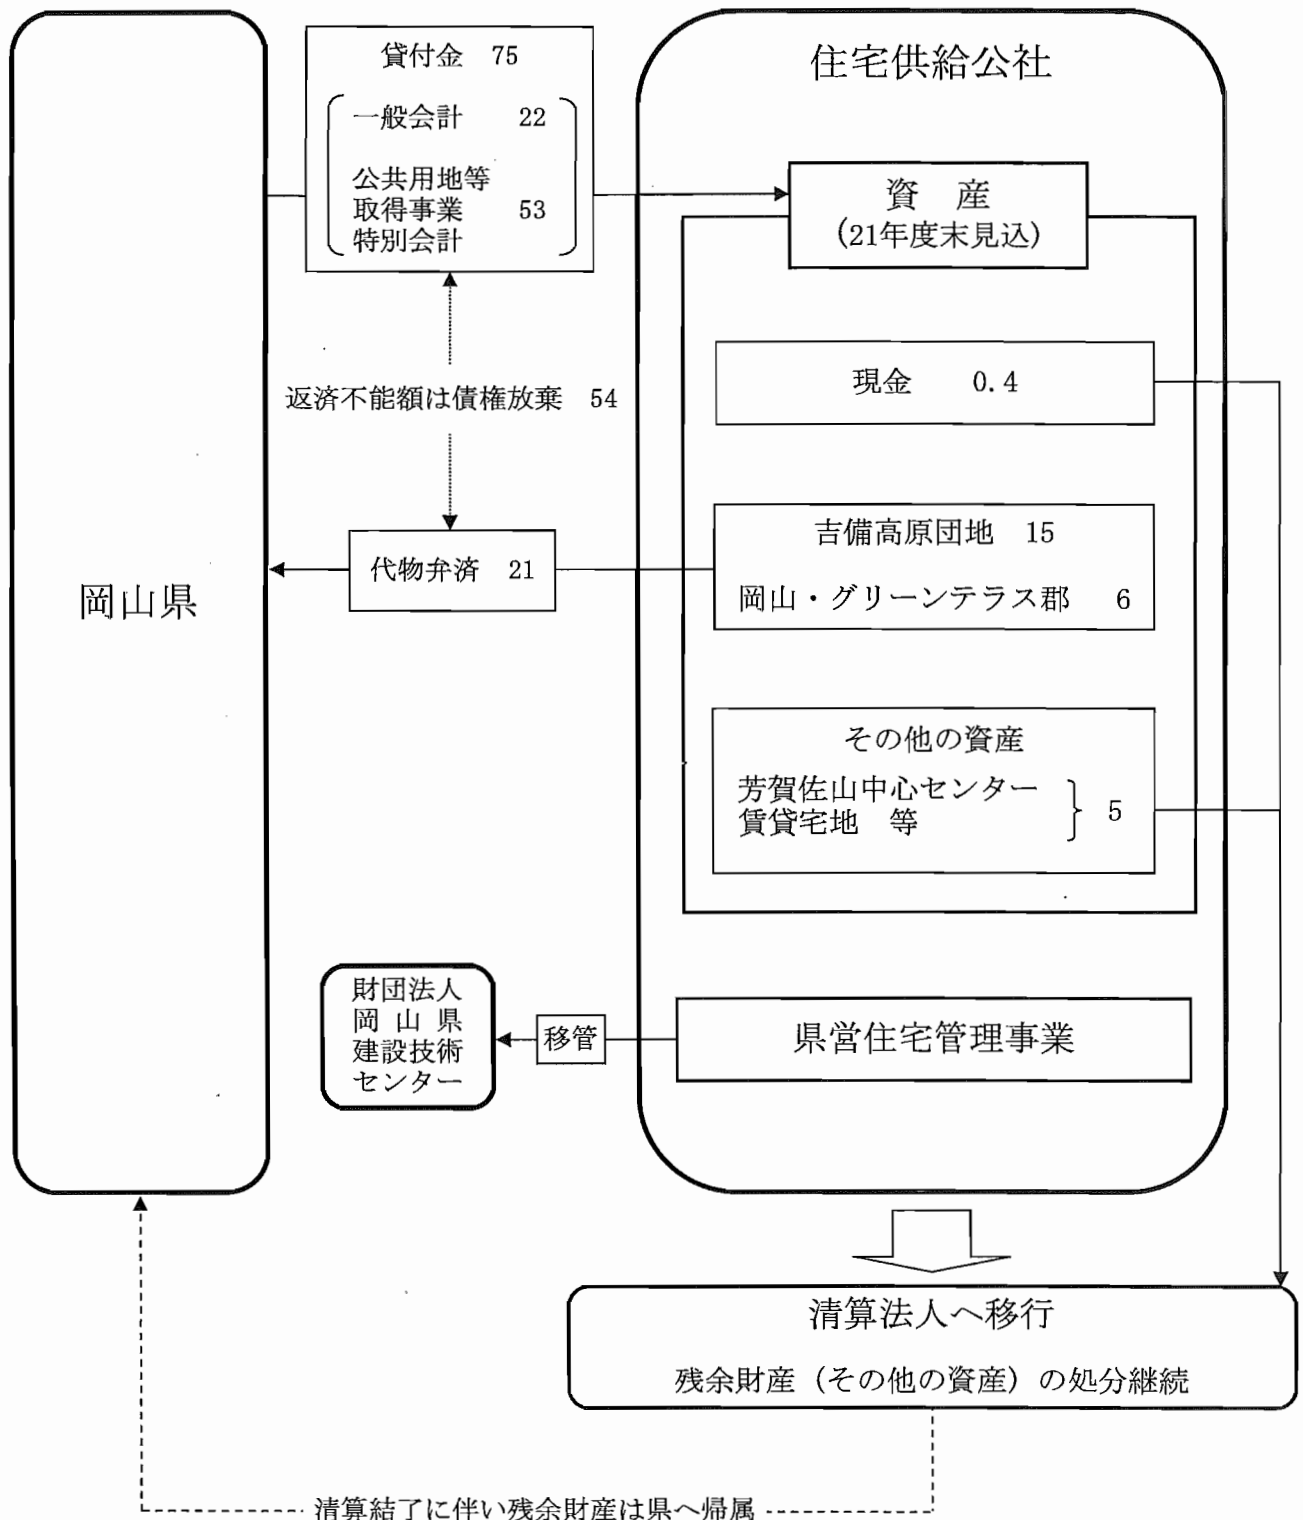 岡山県
貸付金 75
一般会計 22
公共用地等
取得事業 53
特別会計
返済不能額は債権放棄 54
代物弁済 21
住宅供給公社
資 産
(21年度末見込)
現金 0.4
吉備高原団地 15
岡山・グリーンテラス郡 6
その他の資産
芳賀佐山中心センター
賃貸宅地 等
5
県営住宅管理事業
移管
財団法人
岡 山 県
建設技術
センター
清算法人へ移行
残余財産(その他の資産)の処分継続
清算結了に伴い残余財産は県へ帰属